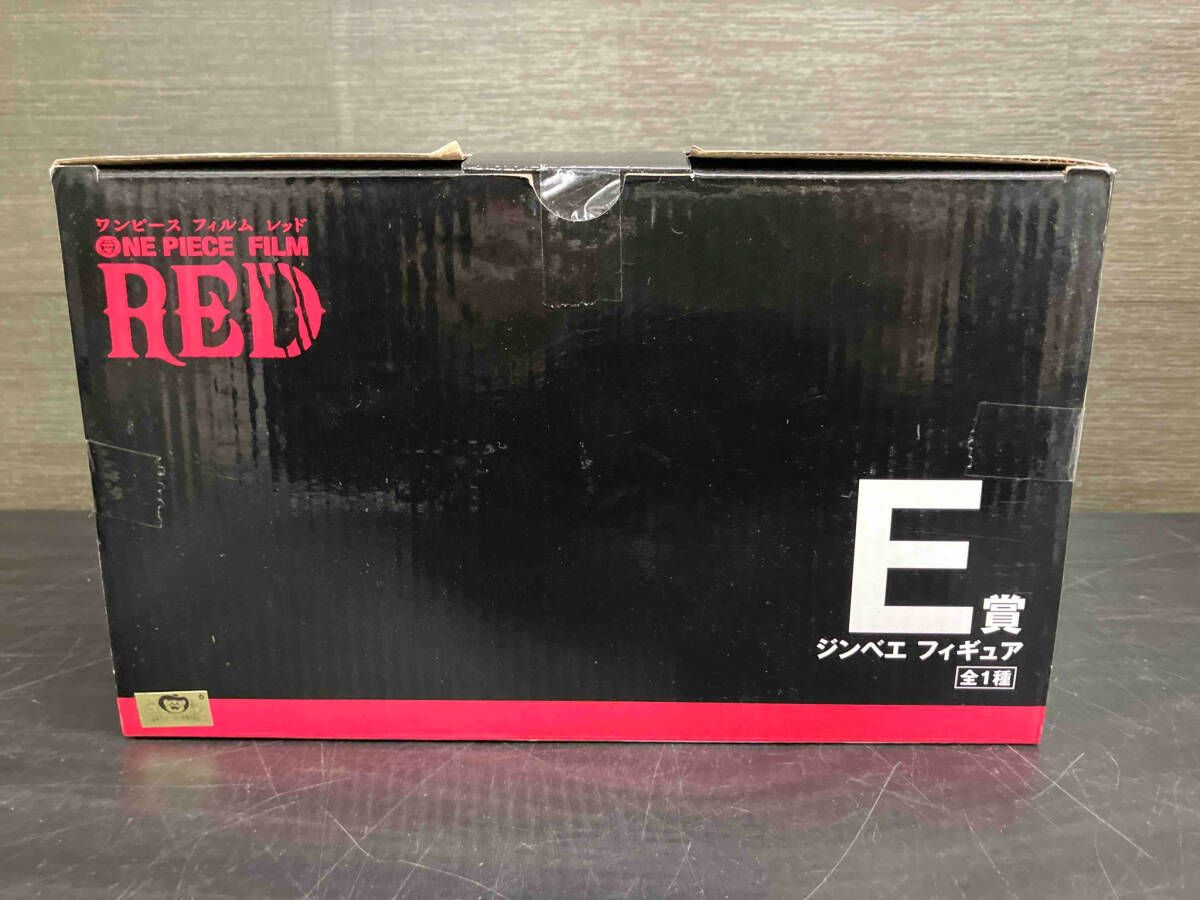 ワンピース フィルム レッド
ONE PIECE FILM
RED
E賞
ジンベエ フィギュア
全1種
6